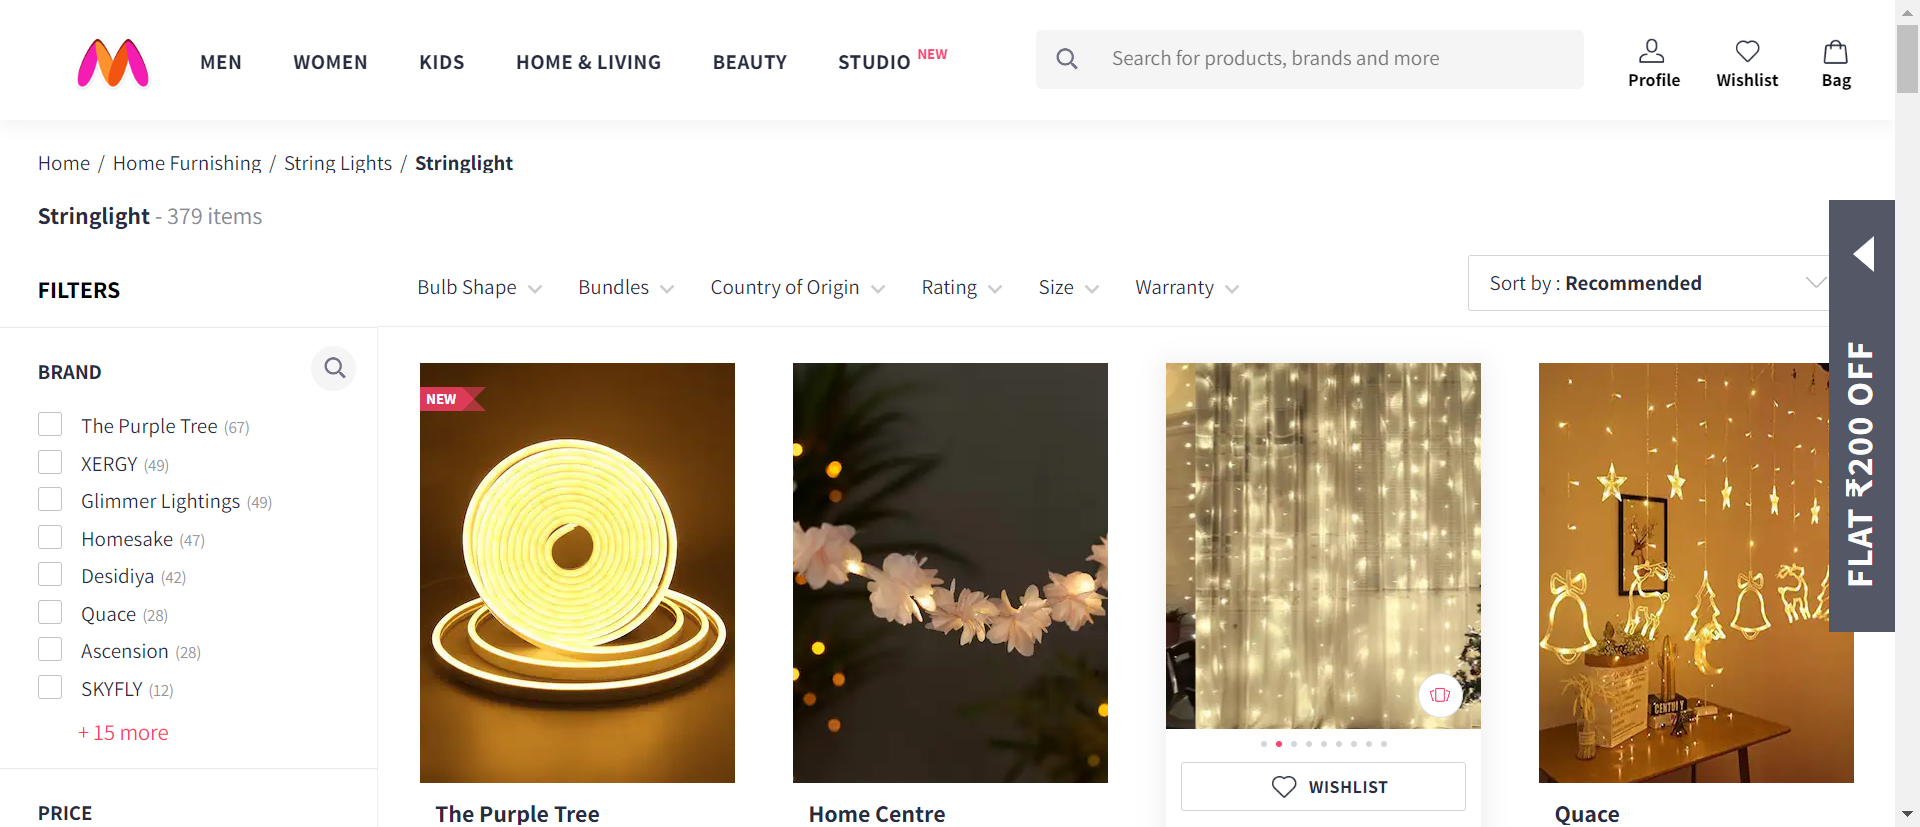 MEN WOMEN KIDS HOME & LIVING BEAUTY STUDIO NEW Search for products, brands and more Profile Wishlist Bag
Home / Home Furnishing / String Lights / Stringlight
Stringlight - 379 items
FILTERS
Bulb Shape Bundles Country of Origin Rating Size Warranty
Sort by : Recommended
FLAT ₹200 OFF
BRAND
The Purple Tree (67)
XERGY (49)
Glimmer Lightings (49)
Homesake (47)
Desidiya (42)
Quace (28)
Ascension (28)
SKYFLY (12)
+ 15 more
PRICE
NEW
The Purple Tree
Home Centre
WISHLIST
CENTURY
Quace